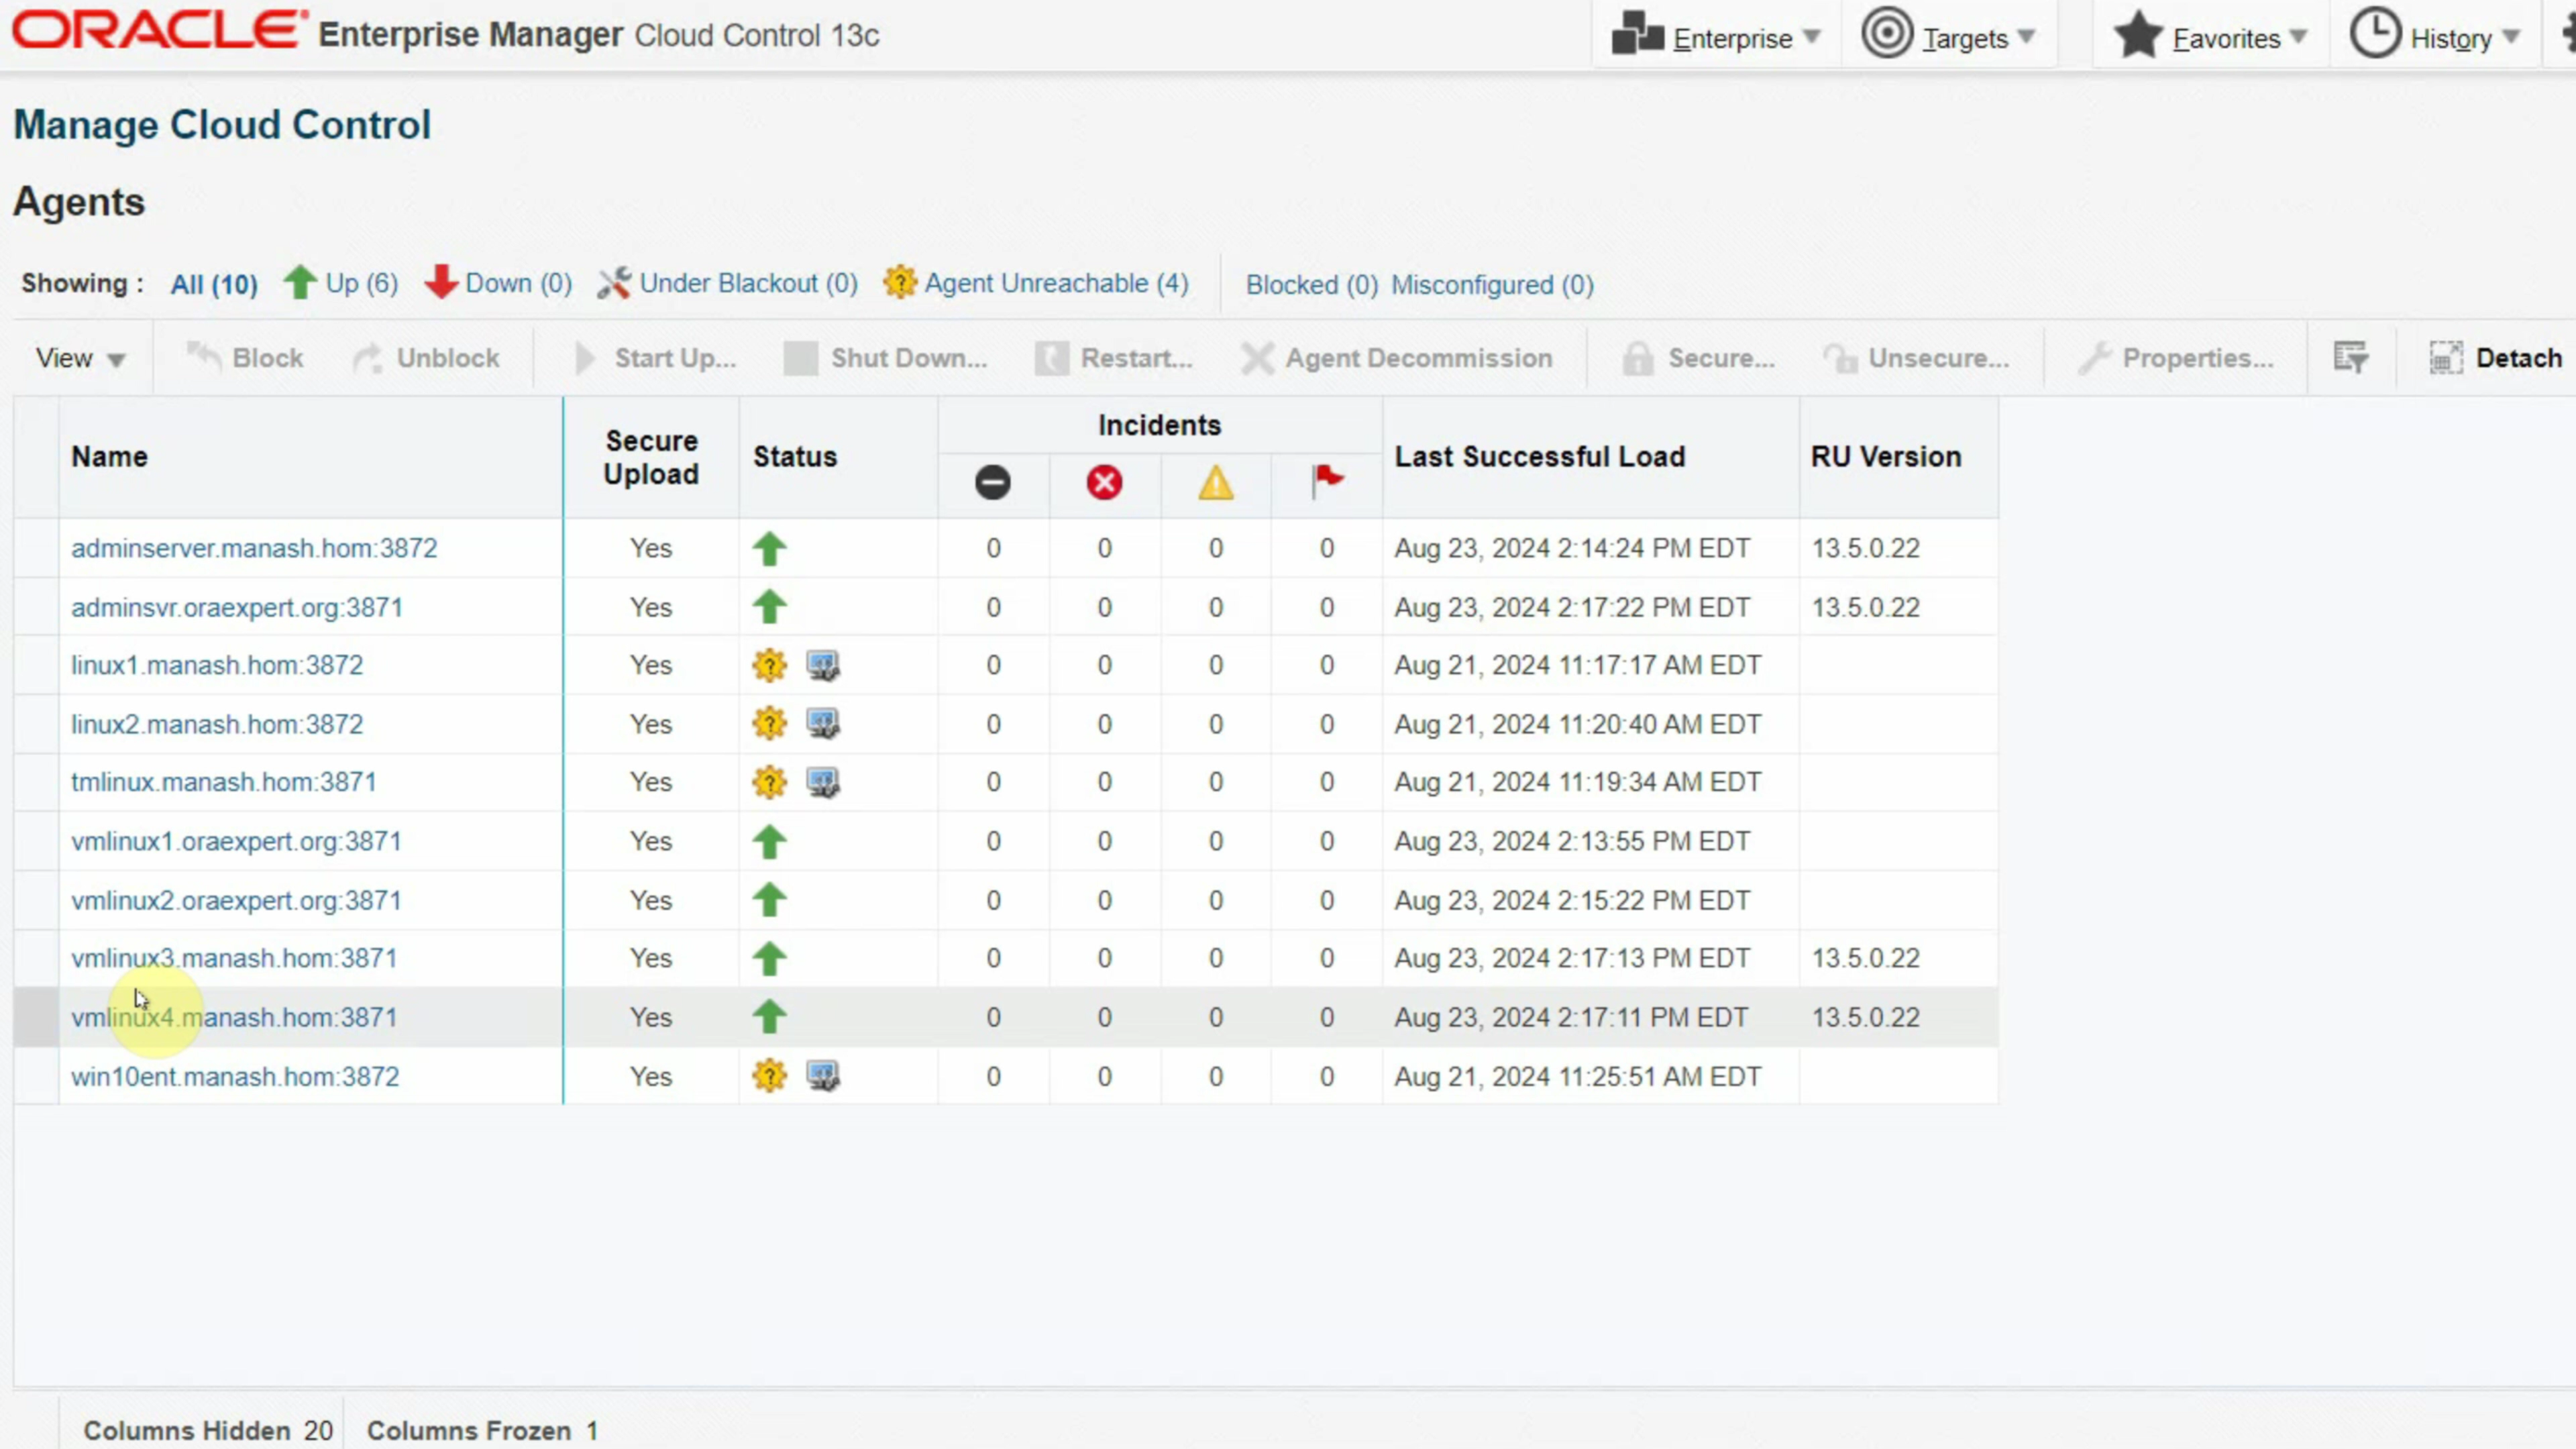 ORACLE Enterprise Manager Cloud Control 13c Enterprise Targets Favorites History
Manage Cloud Control
Agents
Showing : All (10) Up (6) Down (0) Under Blackout (0) Agent Unreachable (4) Blocked (0) Misconfigured (0)
View Block Unblock Start Up... Shut Down... Restart... Agent Decommission Secure... Unsecure... Properties... Detach
Name Secure Upload Status Incidents Last Successful Load RU Version
adminserver.manash.hom:3872 Yes 0 0 0 0 Aug 23, 2024 2:14:24 PM EDT 13.5.0.22
adminsvr.oraexpert.org:3871 Yes 0 0 0 0 Aug 23, 2024 2:17:22 PM EDT 13.5.0.22
linux1.manash.hom:3872 Yes 0 0 0 0 Aug 21, 2024 11:17:17 AM EDT
linux2.manash.hom:3872 Yes 0 0 0 0 Aug 21, 2024 11:20:40 AM EDT
tmlinux.manash.hom:3871 Yes 0 0 0 0 Aug 21, 2024 11:19:34 AM EDT
vmlinux1.oraexpert.org:3871 Yes 0 0 0 0 Aug 23, 2024 2:13:55 PM EDT
vmlinux2.oraexpert.org:3871 Yes 0 0 0 0 Aug 23, 2024 2:15:22 PM EDT
vmlinux3.manash.hom:3871 Yes 0 0 0 0 Aug 23, 2024 2:17:13 PM EDT 13.5.0.22
vmlinux4.manash.hom:3871 Yes 0 0 0 0 Aug 23, 2024 2:17:11 PM EDT 13.5.0.22
win10ent.manash.hom:3872 Yes 0 0 0 0 Aug 21, 2024 11:25:51 AM EDT
Columns Hidden 20 Columns Frozen 1